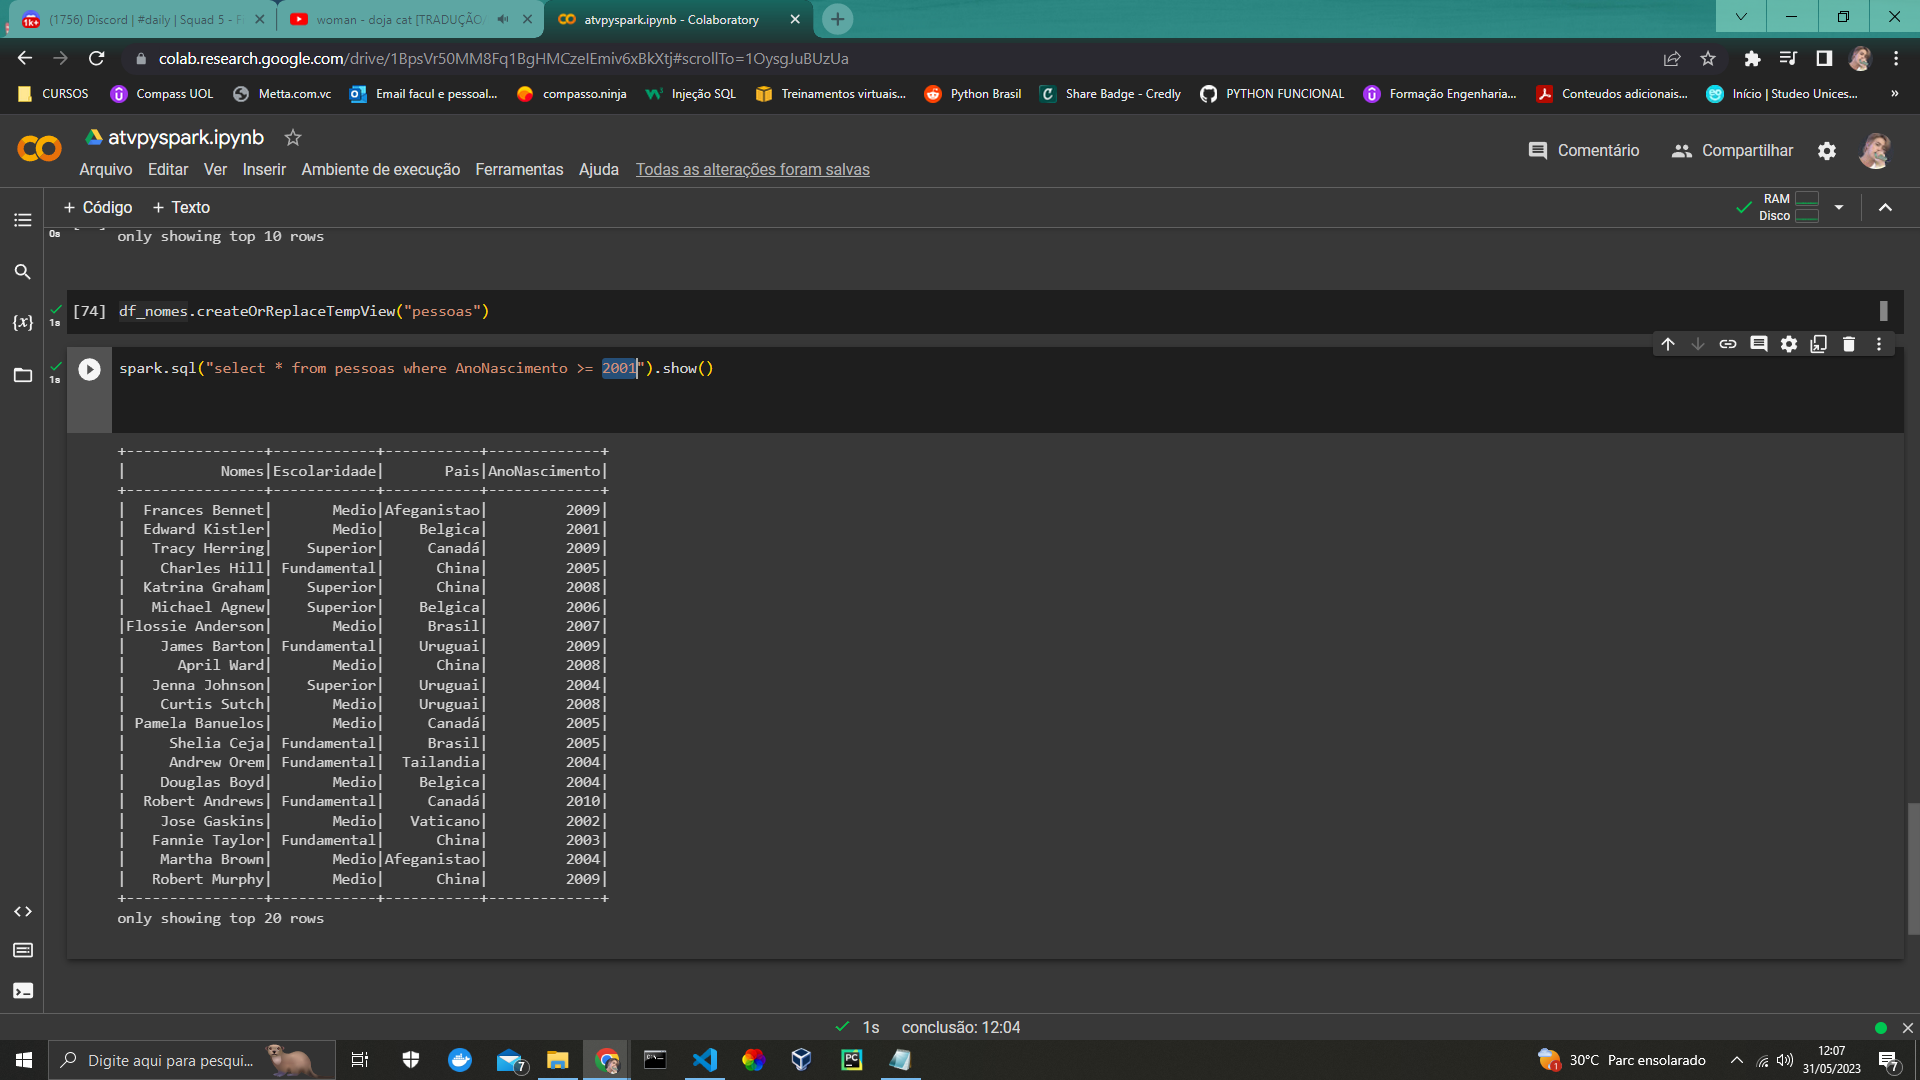 (1756) Discord | #daily | Squad 5 - F
woman - doja cat [TRADUÇÃO/
atvpyspark.ipynb - Colaboratory
colab.research.google.com/drive/1BpsVr50MM8Fq1BgHMCzeIEmiv6xBkXtj#scrollTo=1OysgJuBUzUa
CURSOS
Compass UOL
Metta.com.vc
Email facul e pessoal...
compasso.ninja
Injeção SQL
Treinamentos virtuais...
Python Brasil
Share Badge - Credly
PYTHON FUNCIONAL
Formação Engenharia...
Conteudos adicionais...
Início | Studeo Unices...
»
atvpyspark.ipynb
Comentário
Compartilhar
Arquivo Editar Ver Inserir Ambiente de execução Ferramentas Ajuda Todas as alterações foram salvas
+ Código + Texto
RAM
Disco
0s
only showing top 10 rows
1s
[74] df_nomes.createOrReplaceTempView("pessoas")
1s
spark.sql("select * from pessoas where AnoNascimento >= 2001").show()
+----------------+------------+-----------+-------------+
|           Nomes|Escolaridade|       Pais|AnoNascimento|
+----------------+------------+-----------+-------------+
|  Frances Bennet|       Medio|Afeganistao|         2009|
|  Edward Kistler|       Medio|    Belgica|         2001|
|   Tracy Herring|    Superior|     Canadá|         2009|
|    Charles Hill| Fundamental|      China|         2005|
|  Katrina Graham|    Superior|      China|         2008|
|   Michael Agnew|    Superior|    Belgica|         2006|
|Flossie Anderson|       Medio|     Brasil|         2007|
|    James Barton| Fundamental|    Uruguai|         2009|
|      April Ward|       Medio|      China|         2008|
|   Jenna Johnson|    Superior|    Uruguai|         2004|
|    Curtis Sutch|       Medio|    Uruguai|         2008|
| Pamela Banuelos|       Medio|     Canadá|         2005|
|     Shelia Ceja| Fundamental|     Brasil|         2005|
|     Andrew Orem| Fundamental|  Tailandia|         2004|
|    Douglas Boyd|       Medio|    Belgica|         2004|
|  Robert Andrews| Fundamental|     Canadá|         2010|
|    Jose Gaskins|       Medio|   Vaticano|         2002|
|   Fannie Taylor| Fundamental|      China|         2003|
|    Martha Brown|       Medio|Afeganistao|         2004|
|   Robert Murphy|       Medio|      China|         2009|
+----------------+------------+-----------+-------------+
only showing top 20 rows
1s conclusão: 12:04
Digite aqui para pesqui...
7
PC
1
30°C Parc ensolarado
12:07
31/05/2023
7